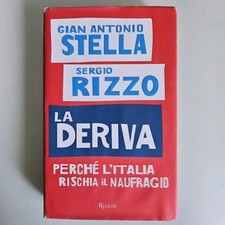 GIAN ANTONIO
STELLA
SERGIO
RIZZO
LA
DERIVA
PERCHÉ L'ITALIA
RISCHIA IL NAUFRAGIO
Rizzoli